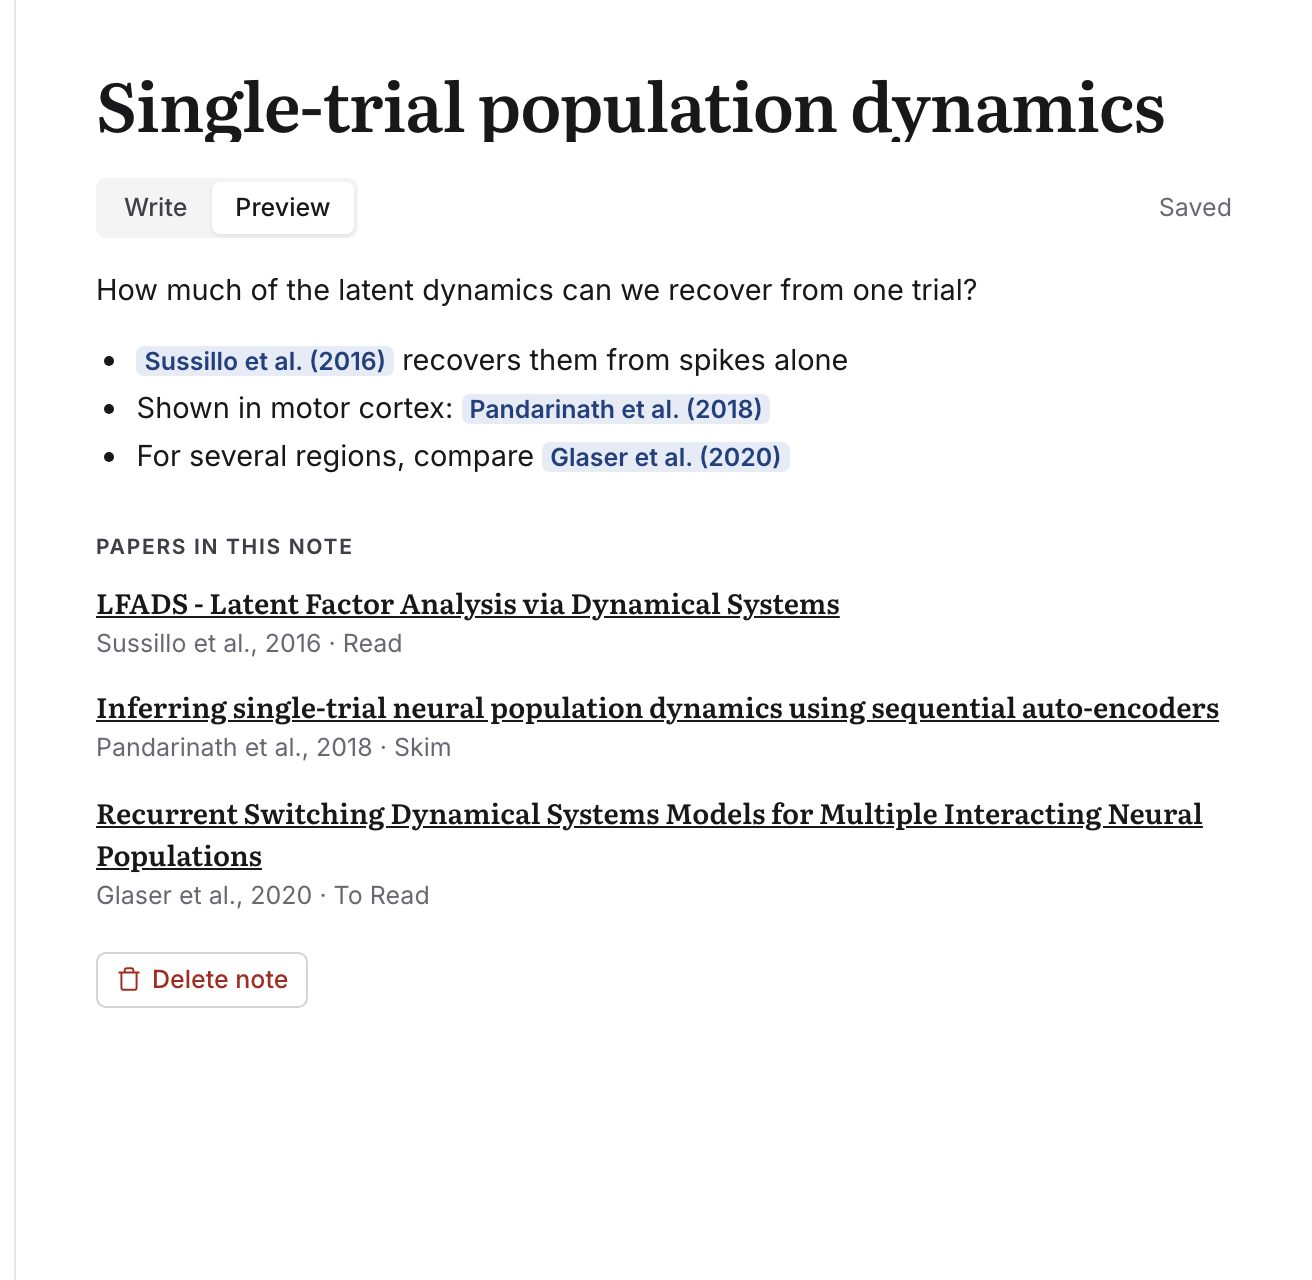 Single-trial population dynamics
Write Preview Saved
How much of the latent dynamics can we recover from one trial?
• Sussillo et al. (2016) recovers them from spikes alone
• Shown in motor cortex: Pandarinath et al. (2018)
• For several regions, compare Glaser et al. (2020)
PAPERS IN THIS NOTE
LFADS - Latent Factor Analysis via Dynamical Systems
Sussillo et al., 2016 · Read
Inferring single-trial neural population dynamics using sequential auto-encoders
Pandarinath et al., 2018 · Skim
Recurrent Switching Dynamical Systems Models for Multiple Interacting Neural
Populations
Glaser et al., 2020 · To Read
Delete note